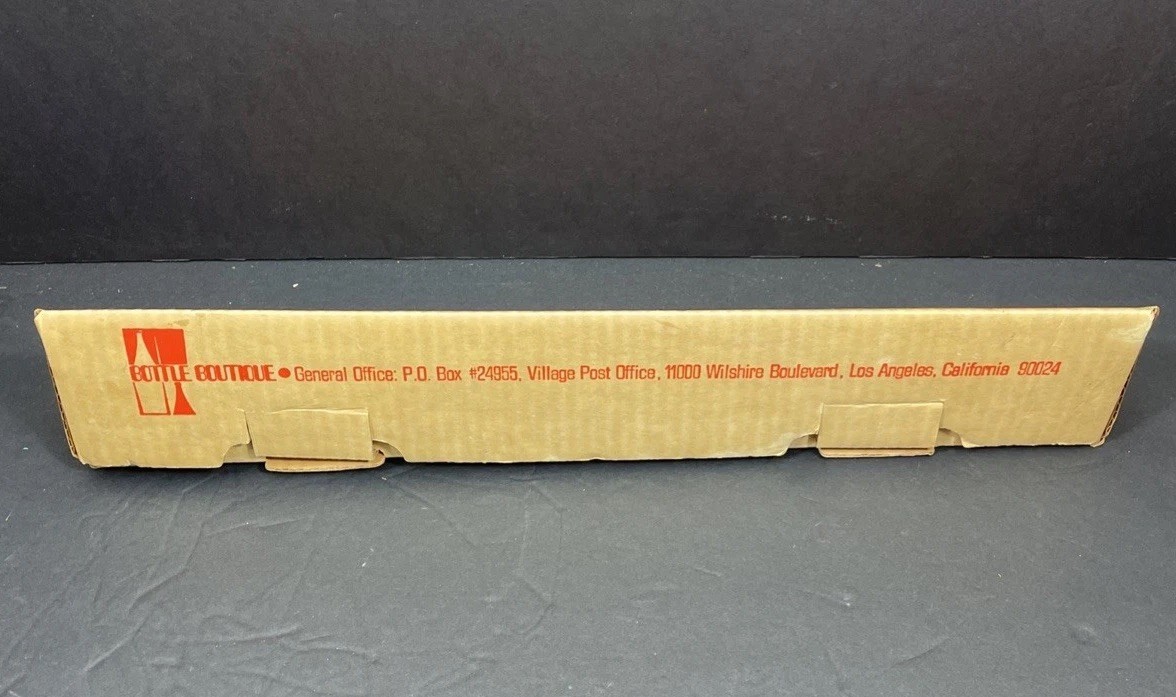 BOTTLE BOUTIQUE ● General Office: P.O. Box #24955, Village Post Office, 11000 Wilshire Boulevard, Los Angeles, California 90024